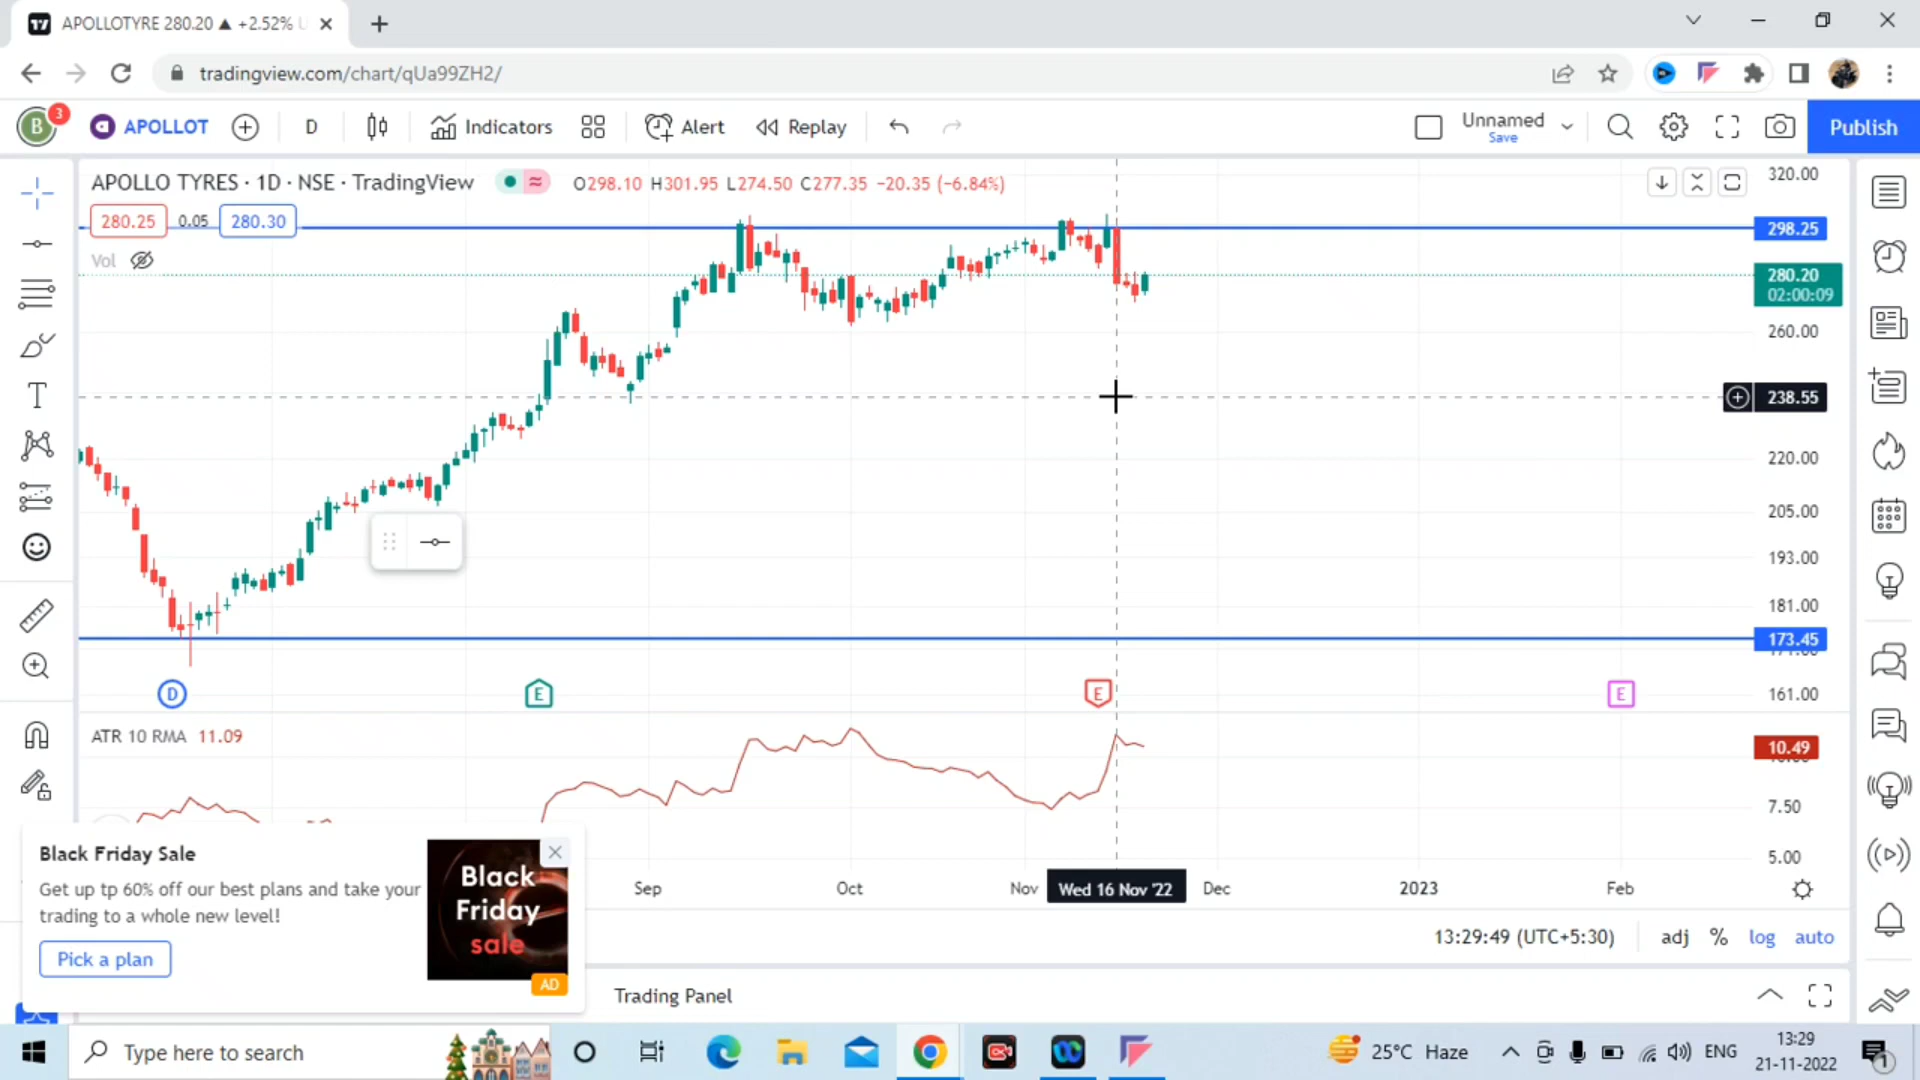 APOLLOTYRE 280.20 ▲ +2.52% U
tradingview.com/chart/qUa99ZH2/
B 3 APOLLOT D Indicators Alert Replay Unnamed Save Publish
APOLLO TYRES · 1D · NSE · TradingView O298.10 H301.95 L274.50 C277.35 −20.35 (−6.84%)
280.25 0.05 280.30
Vol
320.00
298.25
280.20
02:00:09
260.00
238.55
220.00
205.00
193.00
181.00
173.45
161.00
D E E E
ATR 10 RMA 11.09
10.49
7.50
5.00
Sep Oct Nov Wed 16 Nov '22 Dec 2023 Feb
Black Friday Sale
Get up tp 60% off our best plans and take your
trading to a whole new level!
Pick a plan
Black
Friday
sale
AD
13:29:49 (UTC+5:30) adj % log auto
Trading Panel
Type here to search
25°C Haze
ENG
13:29
21-11-2022
1